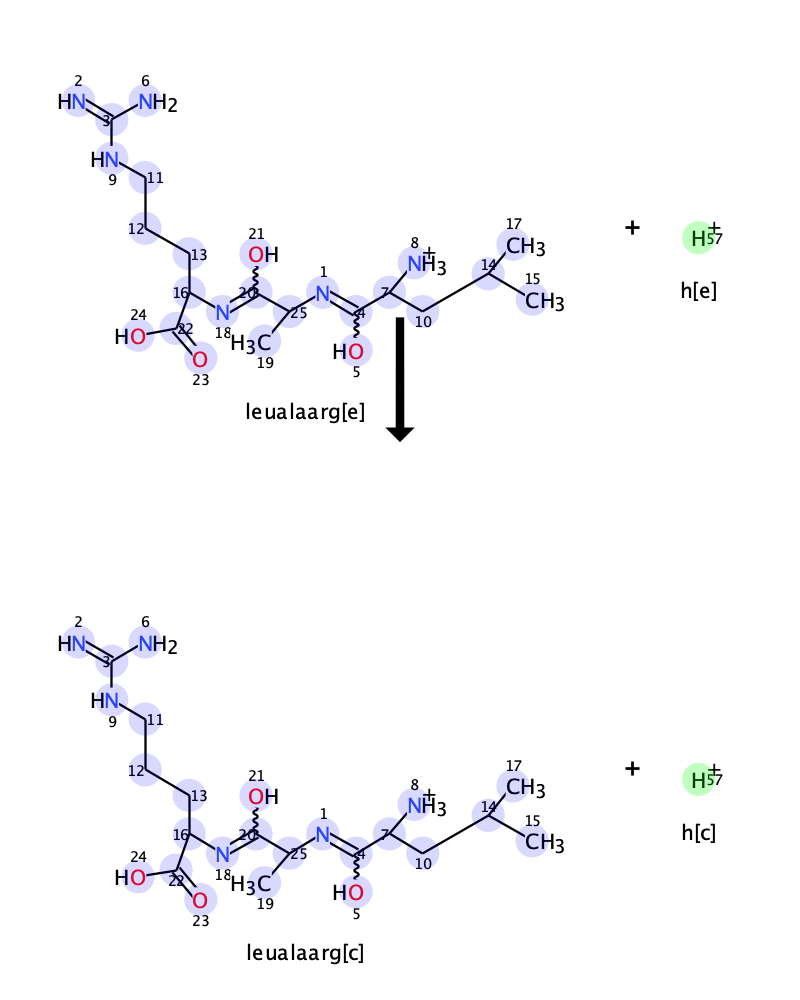 2 6
HN NH2
3
HN
9 11
12 21
OH 8 17
13 + NH3 CH3
1 14
16 N 7 15
20 CH3
N 25 4 10
24 18
HO 22 H3C HO
O 19 5
23
+ H+ 57
h[e]
leualaarg[e]
2 6
HN NH2
3
HN
9 11
12 21
OH 8 17
13 + NH3 CH3
1 14
16 N 7 15
20 CH3
N 25 4 10
24 18
HO 22 H3C HO
O 19 5
23
+ H+ 57
h[c]
leualaarg[c]